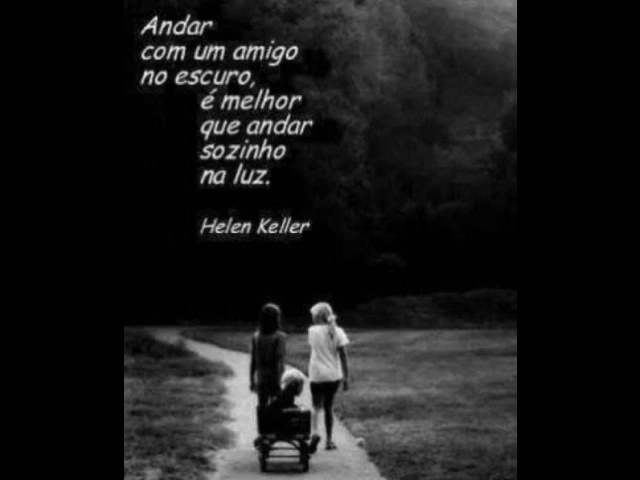 Andar
com um amigo
no escuro,
é melhor
que andar
sozinho
na luz.
Helen Keller